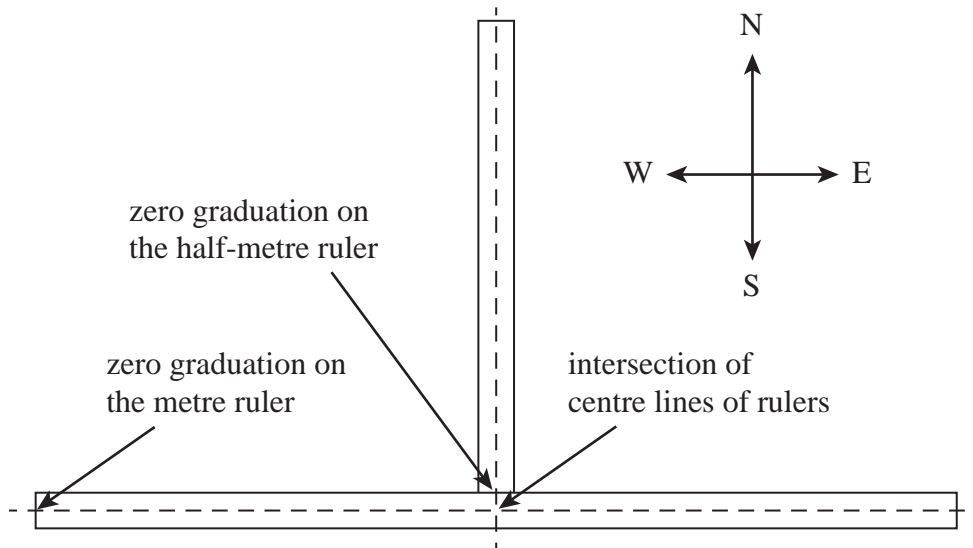 N
W
E
S
zero graduation on
the half-metre ruler
zero graduation on
the metre ruler
intersection of
centre lines of rulers